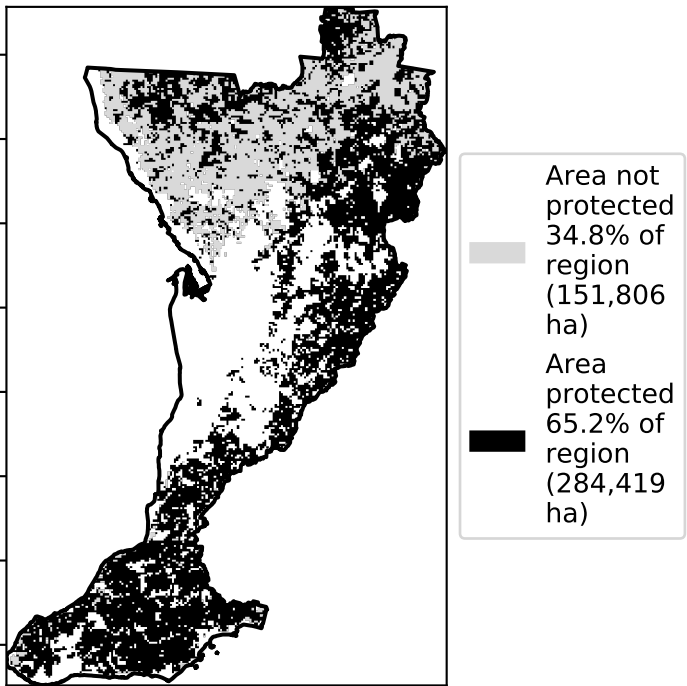 Area not
protected
34.8% of
region
(151,806
ha)
Area
protected
65.2% of
region
(284,419
ha)